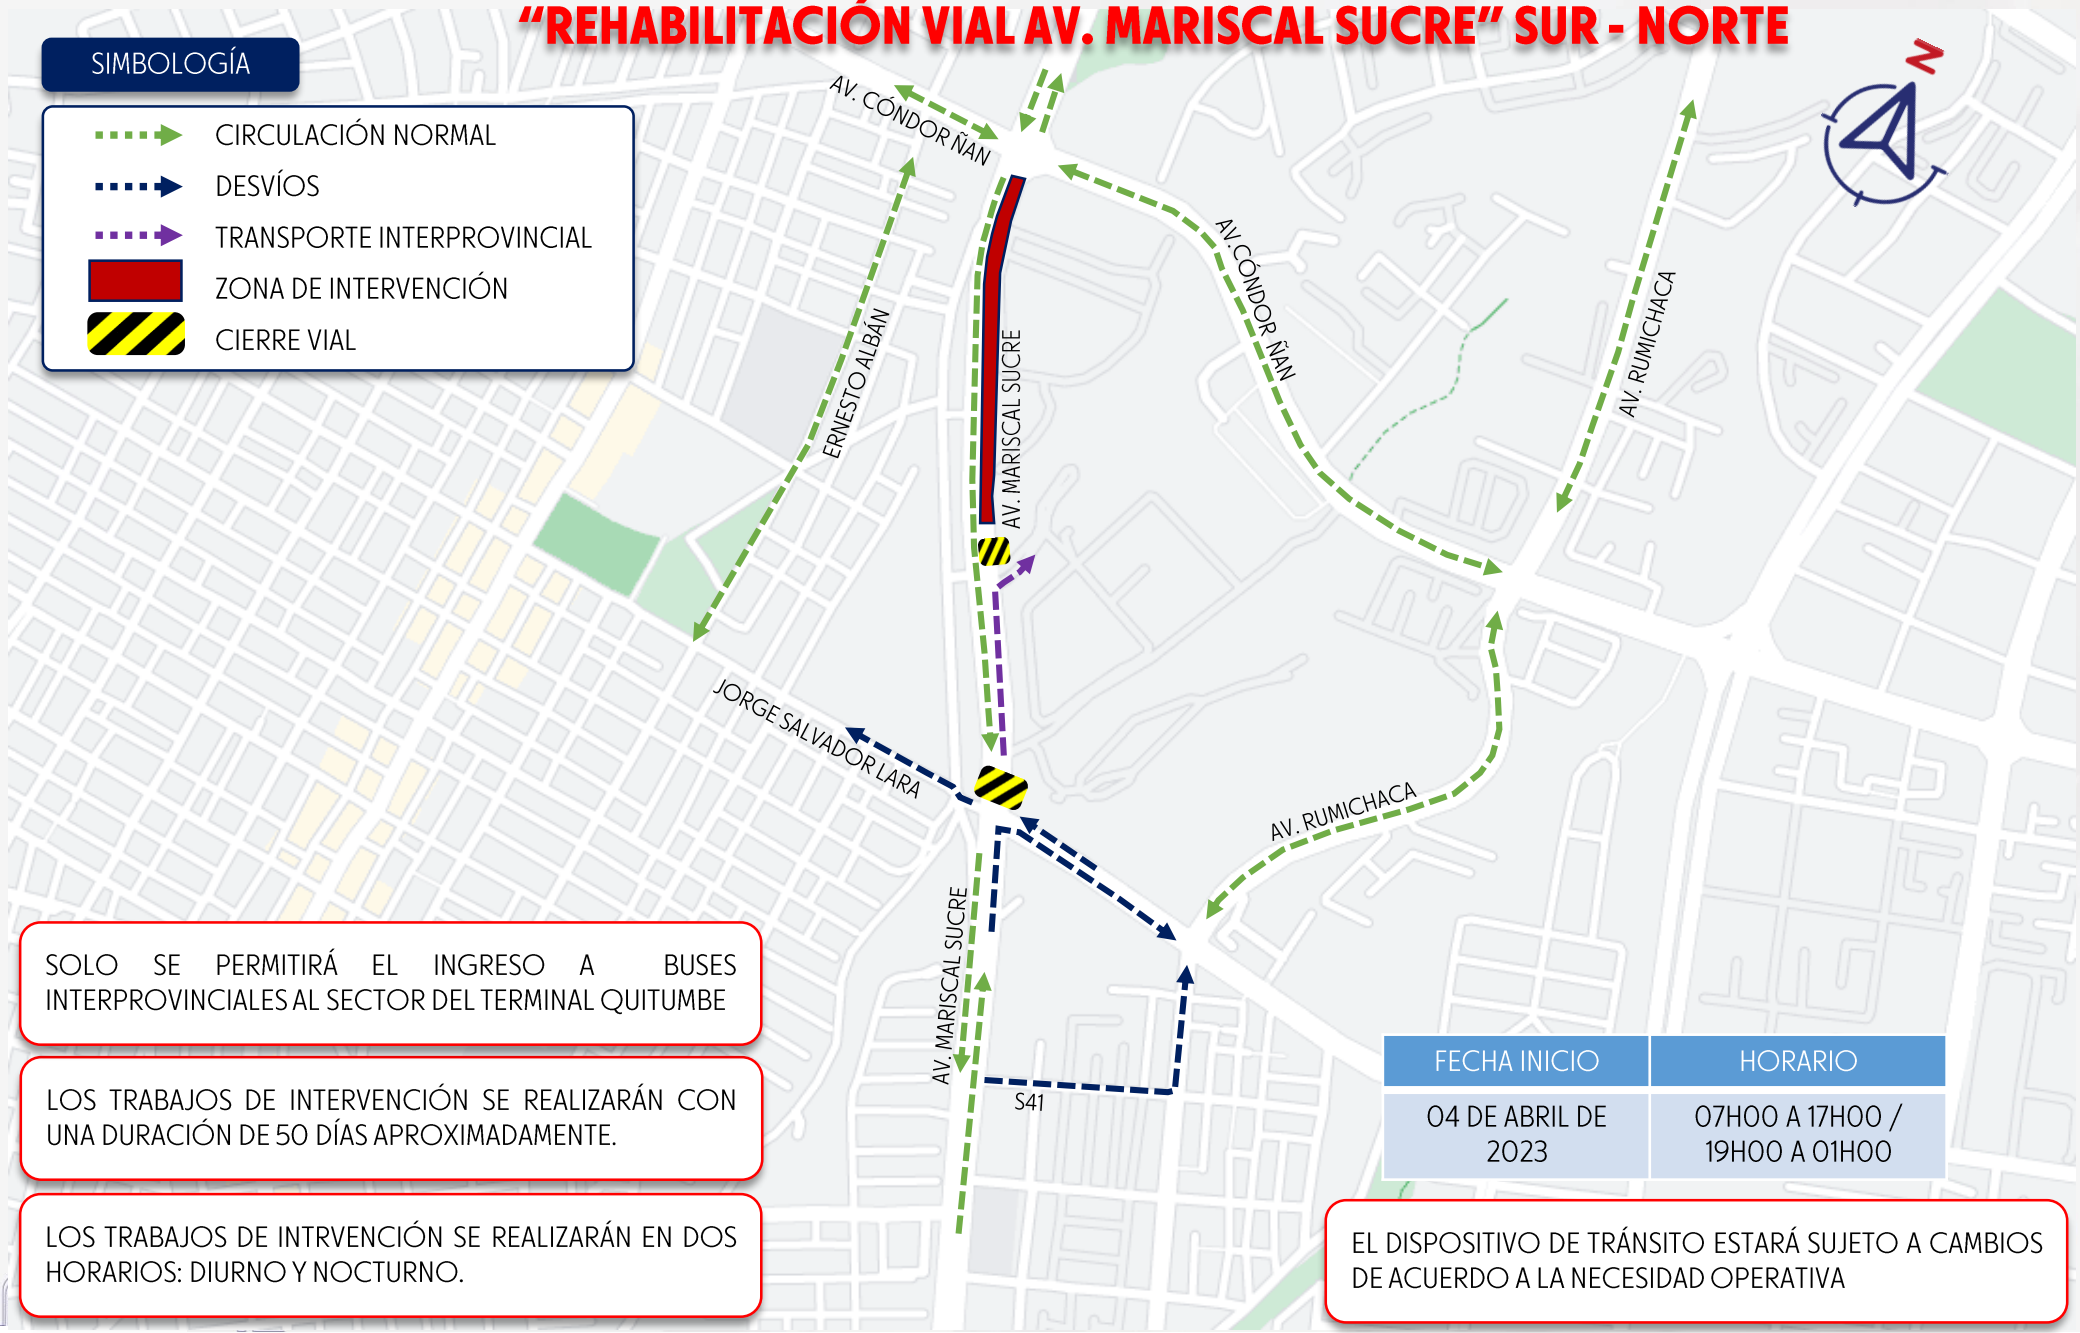 “REHABILITACIÓN VIAL AV. MARISCAL SUCRE” SUR - NORTE
SIMBOLOGÍA
CIRCULACIÓN NORMAL
DESVÍOS
TRANSPORTE INTERPROVINCIAL
ZONA DE INTERVENCIÓN
CIERRE VIAL
N
AV. CÓNDOR ÑAN
AV.CÓNDOR ÑAN
AV. RUMICHACA
ERNESTO ALBÁN
AV. MARISCAL SUCRE
JORGE SALVADOR LARA
AV. RUMICHACA
AV. MARISCAL SUCRE
S41
SOLO SE PERMITIRÁ EL INGRESO A BUSES
INTERPROVINCIALES AL SECTOR DEL TERMINAL QUITUMBE
LOS TRABAJOS DE INTERVENCIÓN SE REALIZARÁN CON
UNA DURACIÓN DE 50 DÍAS APROXIMADAMENTE.
LOS TRABAJOS DE INTRVENCIÓN SE REALIZARÁN EN DOS
HORARIOS: DIURNO Y NOCTURNO.
FECHA INICIO HORARIO
04 DE ABRIL DE 07H00 A 17H00 /
2023 19H00 A 01H00
EL DISPOSITIVO DE TRÁNSITO ESTARÁ SUJETO A CAMBIOS
DE ACUERDO A LA NECESIDAD OPERATIVA